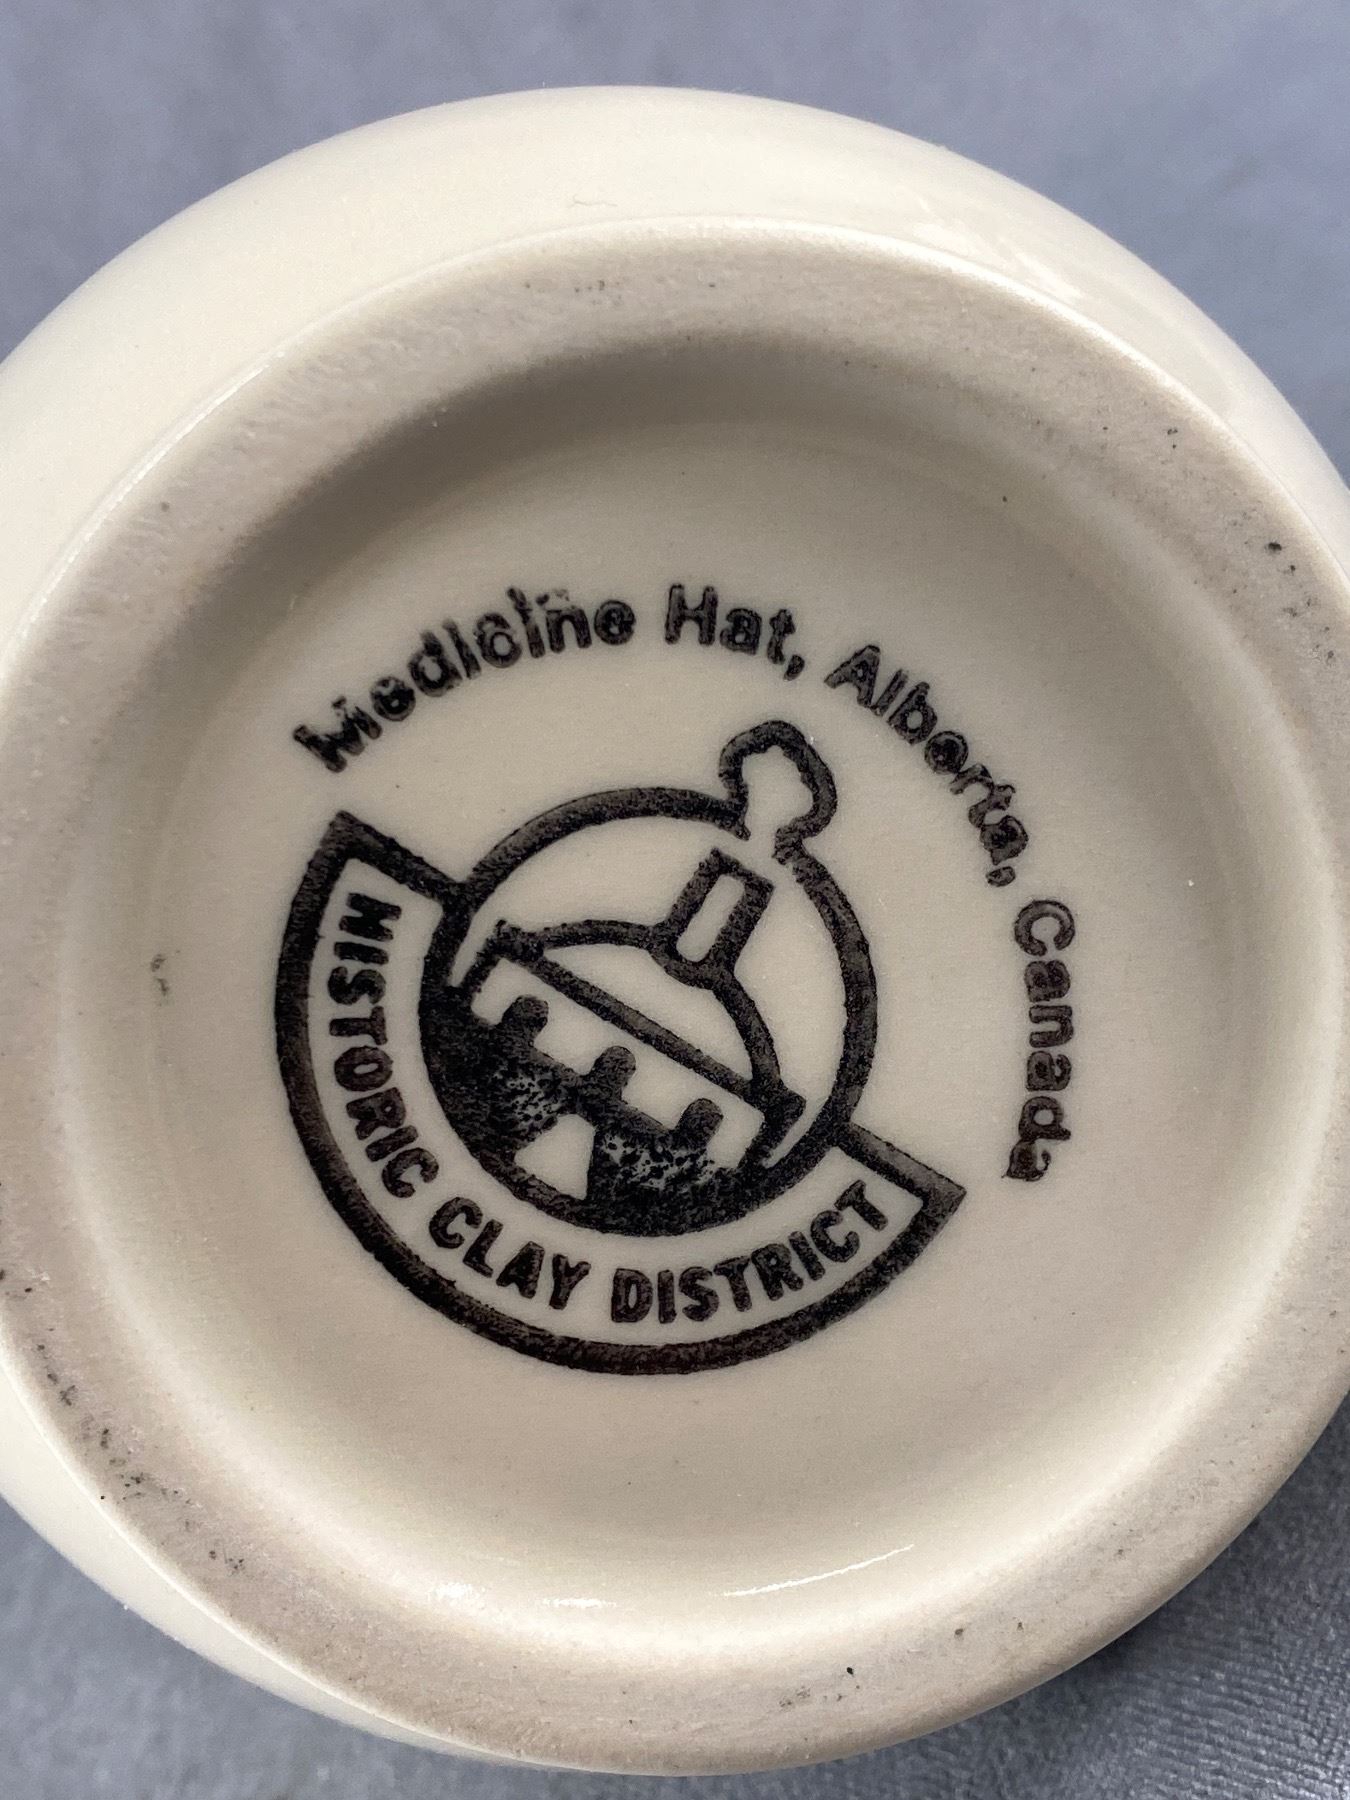 Medicine Hat, Alberta, Canada
HISTORIC CLAY DISTRICT